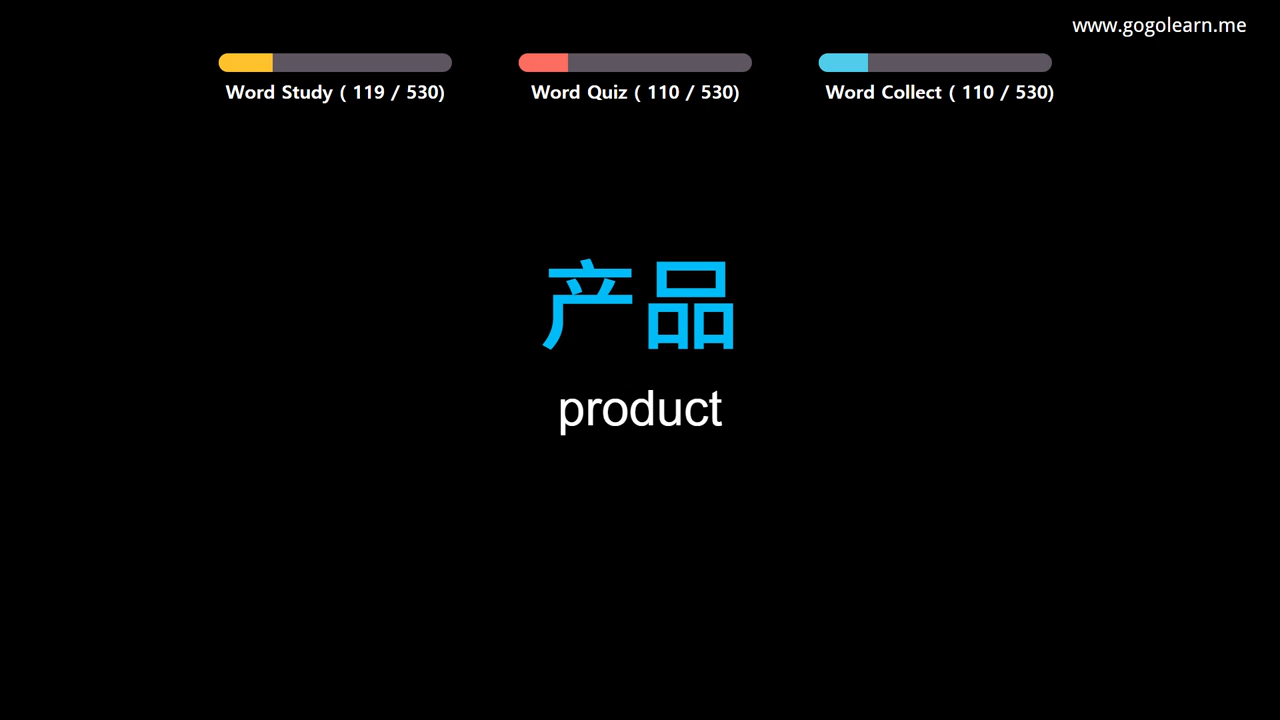 www.gogolearn.me
Word Study ( 119 / 530)
Word Quiz ( 110 / 530)
Word Collect ( 110 / 530)
产品
product